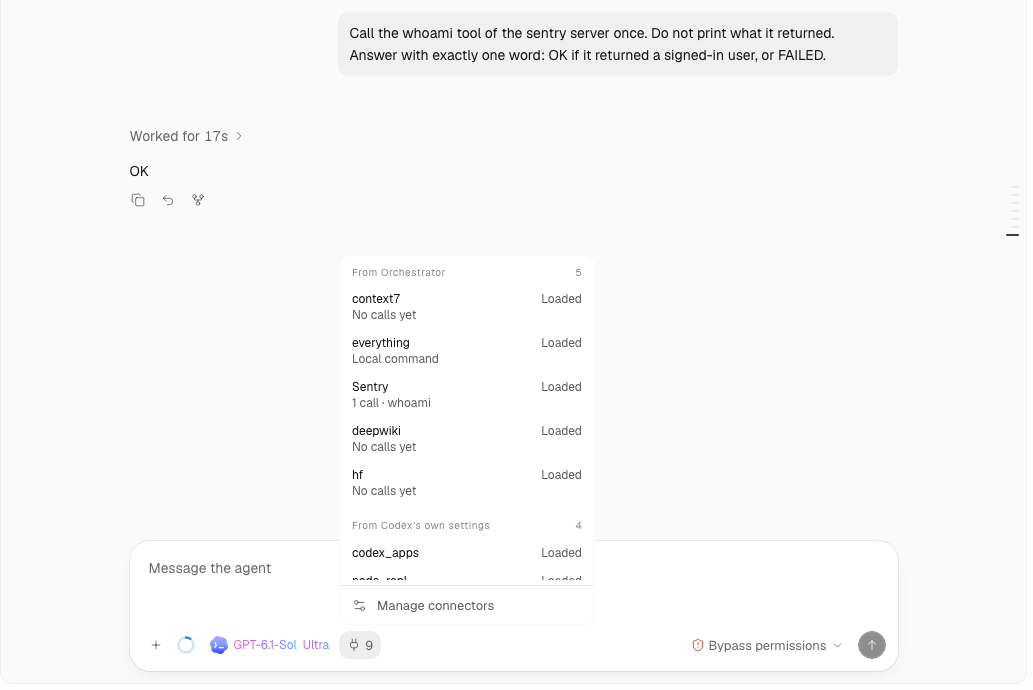 Call the whoami tool of the sentry server once. Do not print what it returned.
Answer with exactly one word: OK if it returned a signed-in user, or FAILED.
Worked for 17s
OK
From Orchestrator 5
context7 Loaded
No calls yet
everything Loaded
Local command
Sentry Loaded
1 call · whoami
deepwiki Loaded
No calls yet
hf Loaded
No calls yet
From Codex's own settings 4
codex_apps Loaded
Loaded
Manage connectors
Message the agent
GPT-6.1-Sol Ultra 9 Bypass permissions